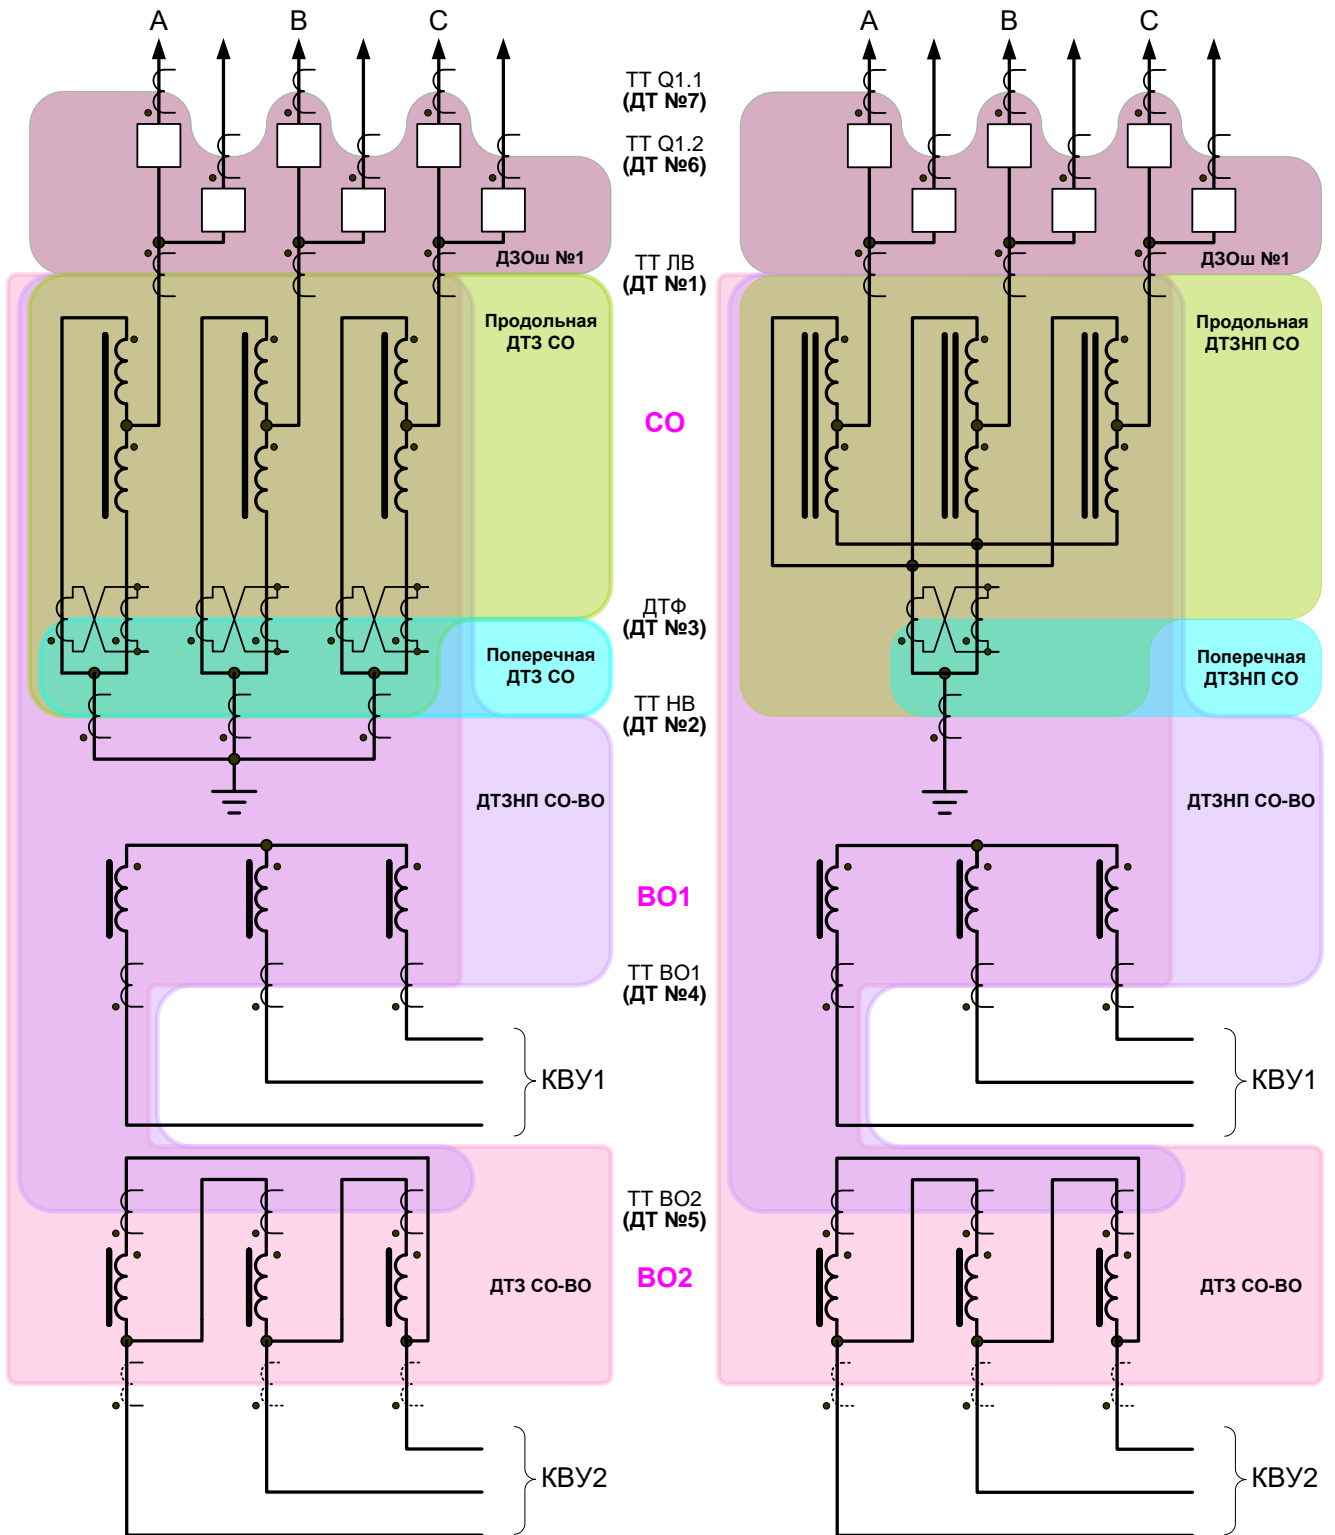 A
B
C
A
B
C
ТТ Q1.1
(ДТ №7)
ТТ Q1.2
(ДТ №6)
ДЗОш №1
ТТ ЛВ
(ДТ №1)
ДЗОш №1
Продольная
ДТЗ СО
Продольная
ДТЗНП СО
СО
ДТФ
(ДТ №3)
Поперечная
ДТЗ СО
Поперечная
ДТЗНП СО
ТТ НВ
(ДТ №2)
ДТЗНП СО-ВО
ДТЗНП СО-ВО
ВО1
ТТ ВО1
(ДТ №4)
КВУ1
КВУ1
ТТ ВО2
(ДТ №5)
ДТЗ СО-ВО
ВО2
ДТЗ СО-ВО
КВУ2
КВУ2